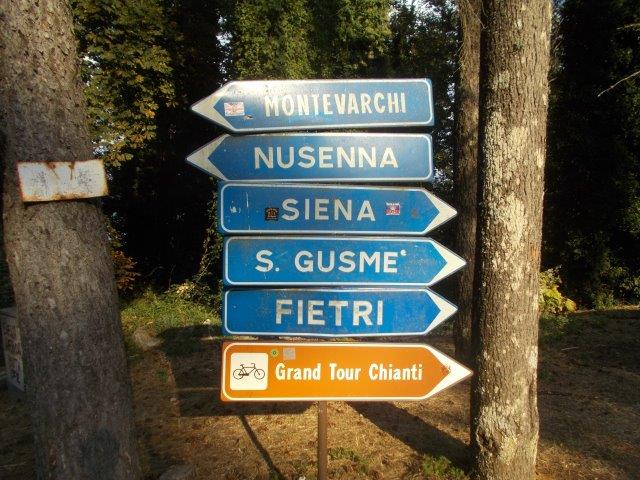 MONTEVARCHI
NUSENNA
SIENA
S. GUSME'
FIETRI
Grand Tour Chianti